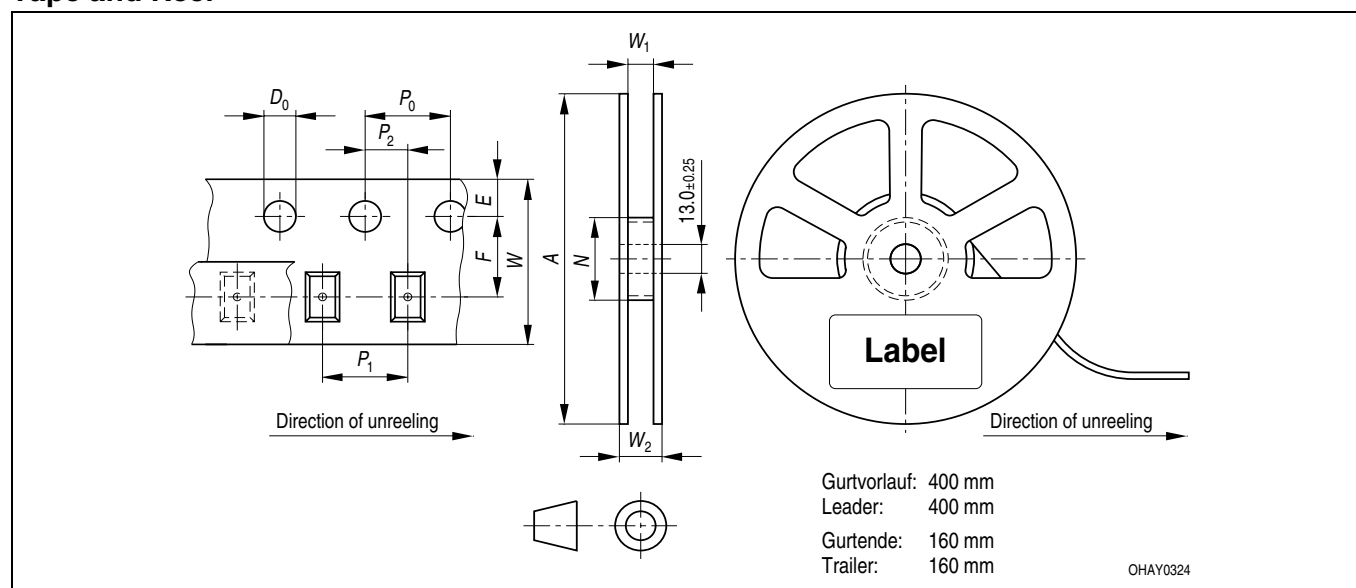 Tape and Reel
W₁
D₀
P₀
P₂
E
F
W
A
N
13.0±0.25
Label
P₁
Direction of unreeling
W₂
Direction of unreeling
Gurtvorlauf: 400 mm
Leader: 400 mm
Gurtende: 160 mm
Trailer: 160 mm
OHAY0324